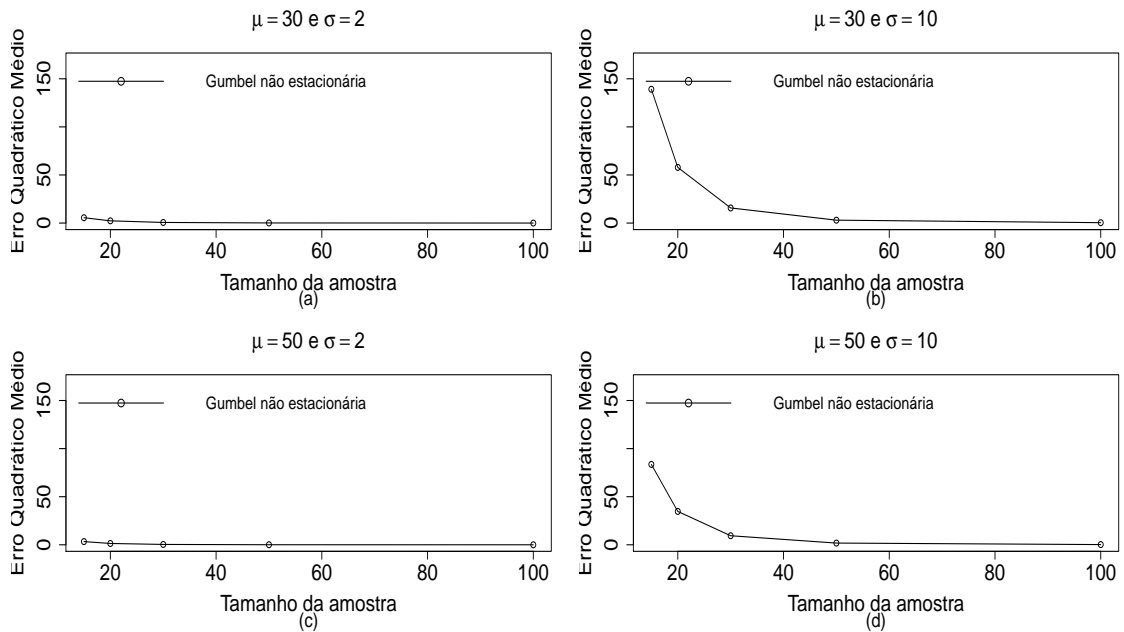 μ = 30 e σ = 2
Erro Quadrático Médio
0 50 150
Gumbel não estacionária
20 40 60 80 100
Tamanho da amostra
(a)
μ = 30 e σ = 10
Erro Quadrático Médio
0 50 150
Gumbel não estacionária
20 40 60 80 100
Tamanho da amostra
(b)
μ = 50 e σ = 2
Erro Quadrático Médio
0 50 150
Gumbel não estacionária
20 40 60 80 100
Tamanho da amostra
(c)
μ = 50 e σ = 10
Erro Quadrático Médio
0 50 150
Gumbel não estacionária
20 40 60 80 100
Tamanho da amostra
(d)